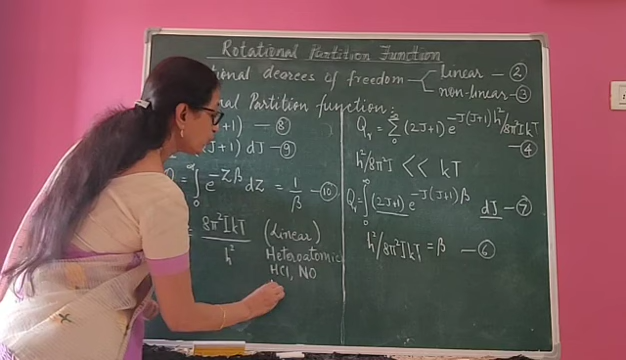 Rotational Partition Function
tional degrees of freedom
linear — ②
non-linear — ③
nal Partition function:
+1) — ⑧
J+1) dJ — ⑨
= ∫₀^∞ e^{-Zβ} dZ = 1/β — ⑩
= 8π²IkT / h² (Linear)
Heteroatomic
HCl, NO
Qᵣ = Σ₀^∞ (2J+1) e^{-J(J+1)h²/8π²IkT} — ④
h²/8π²I << kT
Qᵣ = ∫₀^∞ (2J+1) e^{-J(J+1)β} dJ — ⑦
h²/8π²IkT = β — ⑥